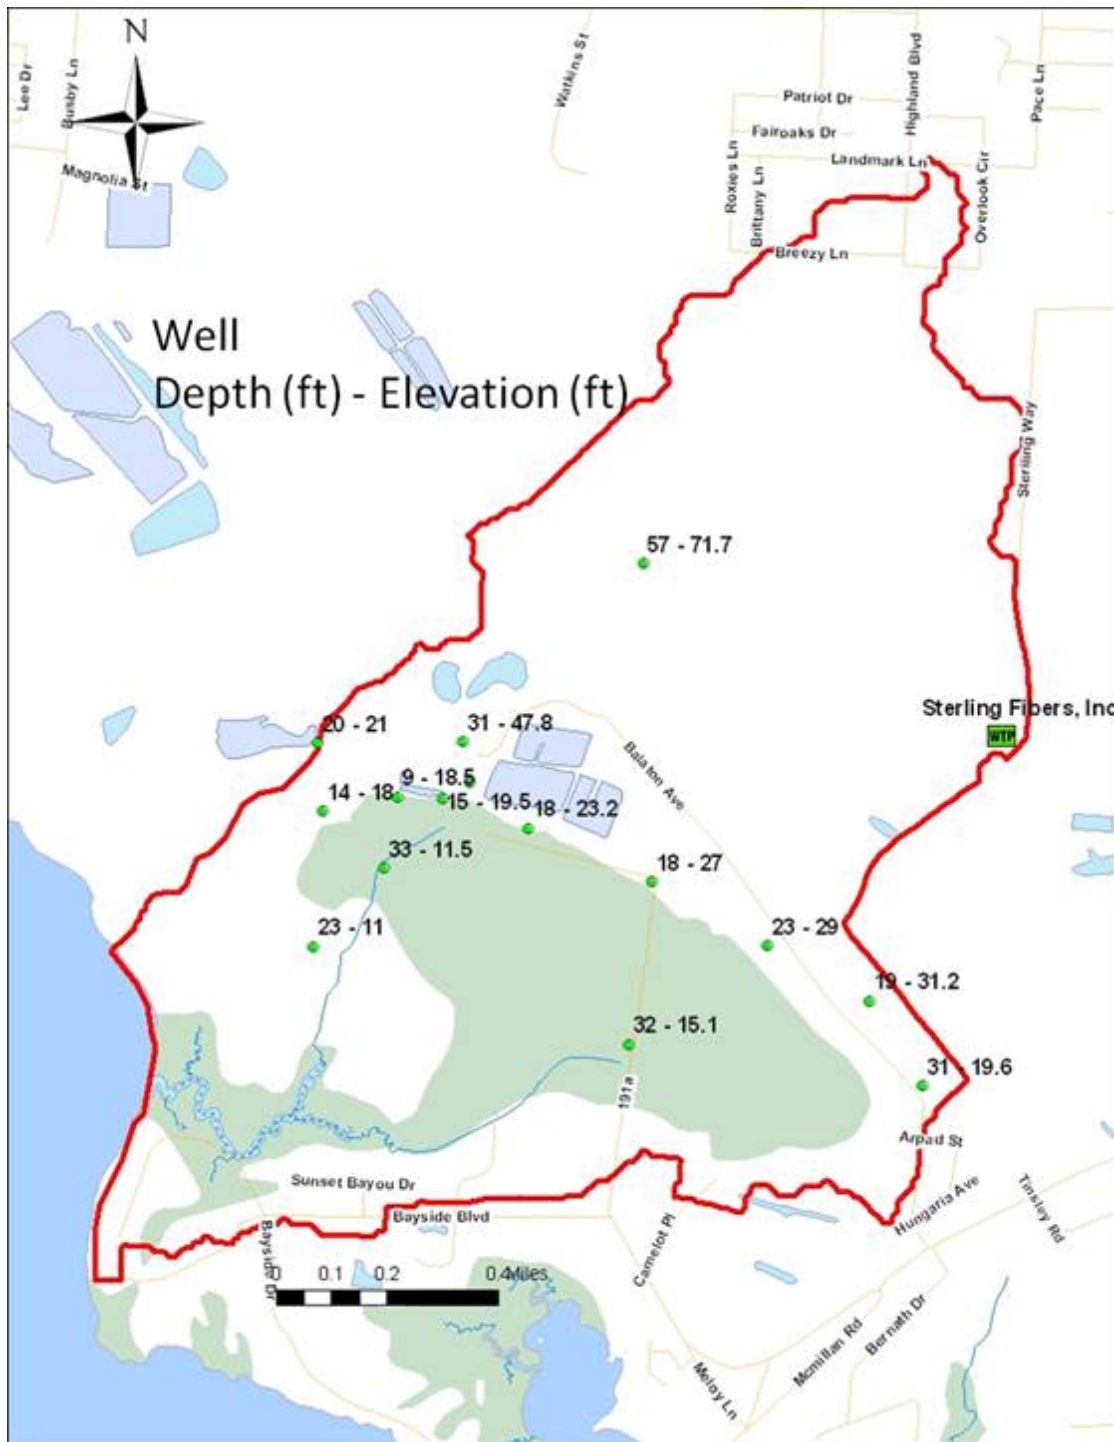 N
Lee Dr
Busby Ln
Magnolia St
Watkins St
Patriot Dr
Highland Blvd
Pace Ln
Fairoaks Dr
Landmark Ln
Roxies Ln
Brittany Ln
Overlook Cir
Breezy Ln
Well
Depth (ft) - Elevation (ft)
Sterling Way
57 - 71.7
Sterling Fibers, Inc
WTP
20 - 21
31 - 47.8
Balaton Ave
9 - 18.5
14 - 18
15 - 19.5
18 - 23.2
33 - 11.5
18 - 27
23 - 11
23 - 29
19 - 31.2
32 - 15.1
31 - 19.6
191a
Arpad St
Sunset Bayou Dr
Bayside Blvd
Bayside Dr
Camelot Pl
Hungaria Ave
Tinsley Rd
0 0.1 0.2 0.4 Miles
Mcmillan Rd
Bernath Dr
Meloy Ln